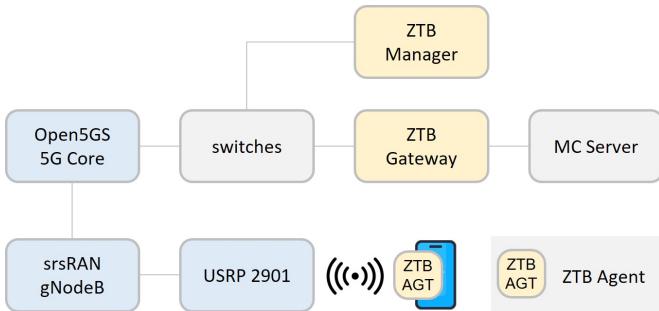 ZTB
Manager
Open5GS
5G Core
switches
ZTB
Gateway
MC Server
srsRAN
gNodeB
USRP 2901
ZTB
AGT
ZTB
AGT
ZTB Agent